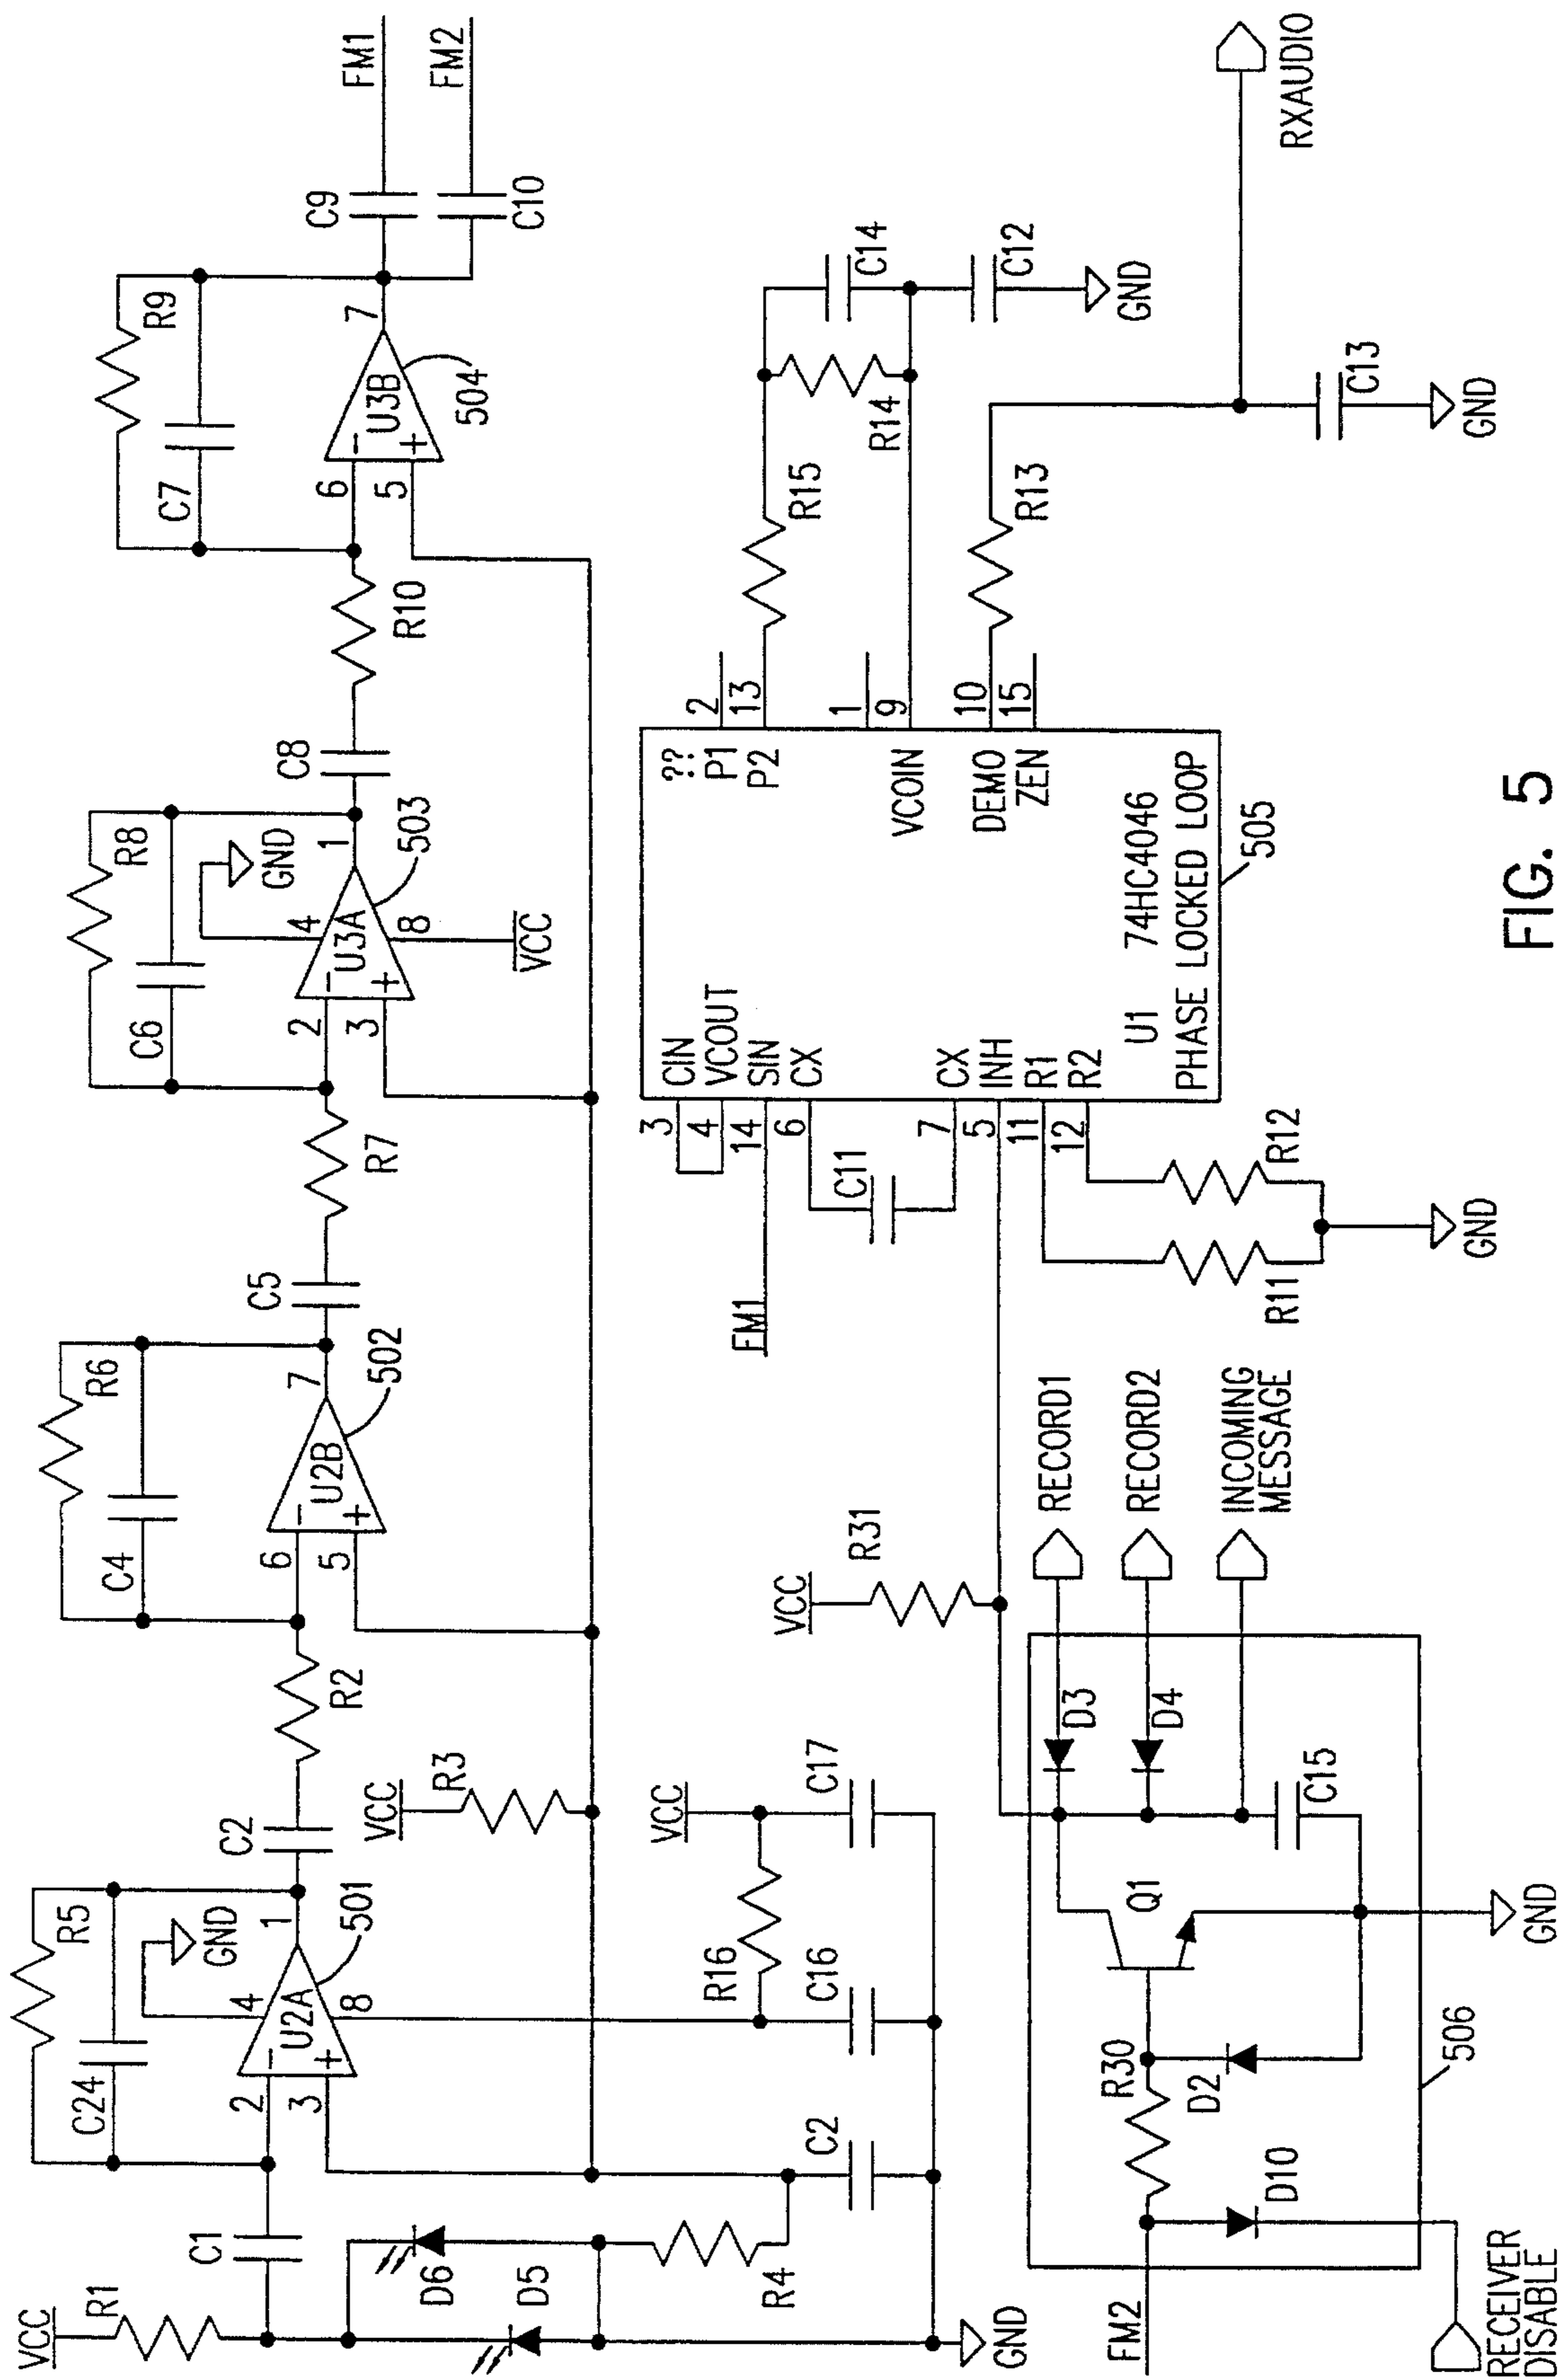 VCC
R1
C1
R5
C24
GND
2
3
4
8
1
U2A
501
C2
R2
R6
C4
6
5
7
U2B
502
C5
R7
R8
C6
GND
2
3
4
8
1
U3A
503
VCC
C8
R10
R9
C7
6
5
7
U3B
504
C9
C10
FM1
FM2
D6
D5
R4
C2
GND
VCC
R3
VCC
R16
C16
C17
FM1
3
4
14
6
7
5
11
12
CIN
VCOUT
SIN
CX
CX
INH
R1
R2
??
P1
P2
VCOIN
DEMO
ZEN
U1 74HC4046
PHASE LOCKED LOOP
505
2
13
1
9
10
15
C11
R11
R12
GND
R15
R14
C14
C12
GND
R13
C13
GND
RXAUDIO
VCC
R31
RECORD1
RECORD2
INCOMING
MESSAGE
D3
D4
C15
Q1
R30
D2
D10
506
GND
FM2
RECEIVER
DISABLE
FIG. 5